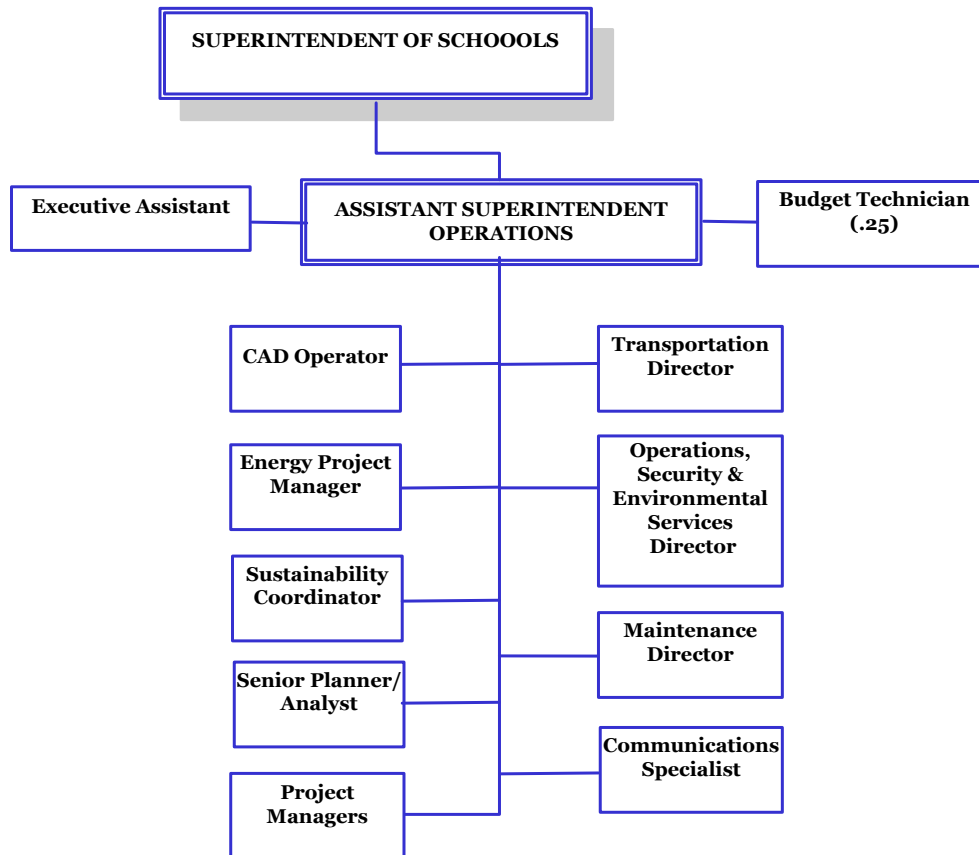 SUPERINTENDENT OF SCHOOOLS
Executive Assistant
ASSISTANT SUPERINTENDENT
OPERATIONS
Budget Technician
(.25)
CAD Operator
Transportation
Director
Energy Project
Manager
Operations,
Security &
Environmental
Services
Director
Sustainability
Coordinator
Maintenance
Director
Senior Planner/
Analyst
Communications
Specialist
Project
Managers